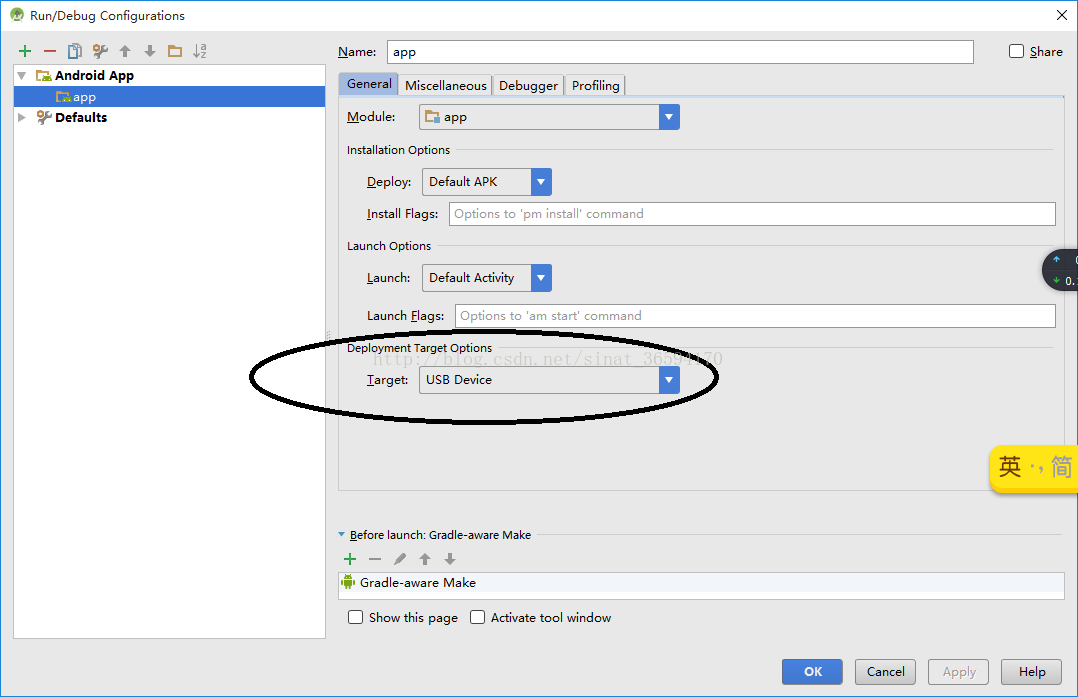 Run/Debug Configurations
Name: app
Share
Android App
app
Defaults
General Miscellaneous Debugger Profiling
Module: app
Installation Options
Deploy: Default APK
Install Flags: Options to 'pm install' command
Launch Options
Launch: Default Activity
Launch Flags: Options to 'am start' command
Deployment Target Options
http://blog.csdn.net/sinat_36594170
Target: USB Device
0.
英 ·, 简
Before launch: Gradle-aware Make
Gradle-aware Make
Show this page Activate tool window
OK Cancel Apply Help